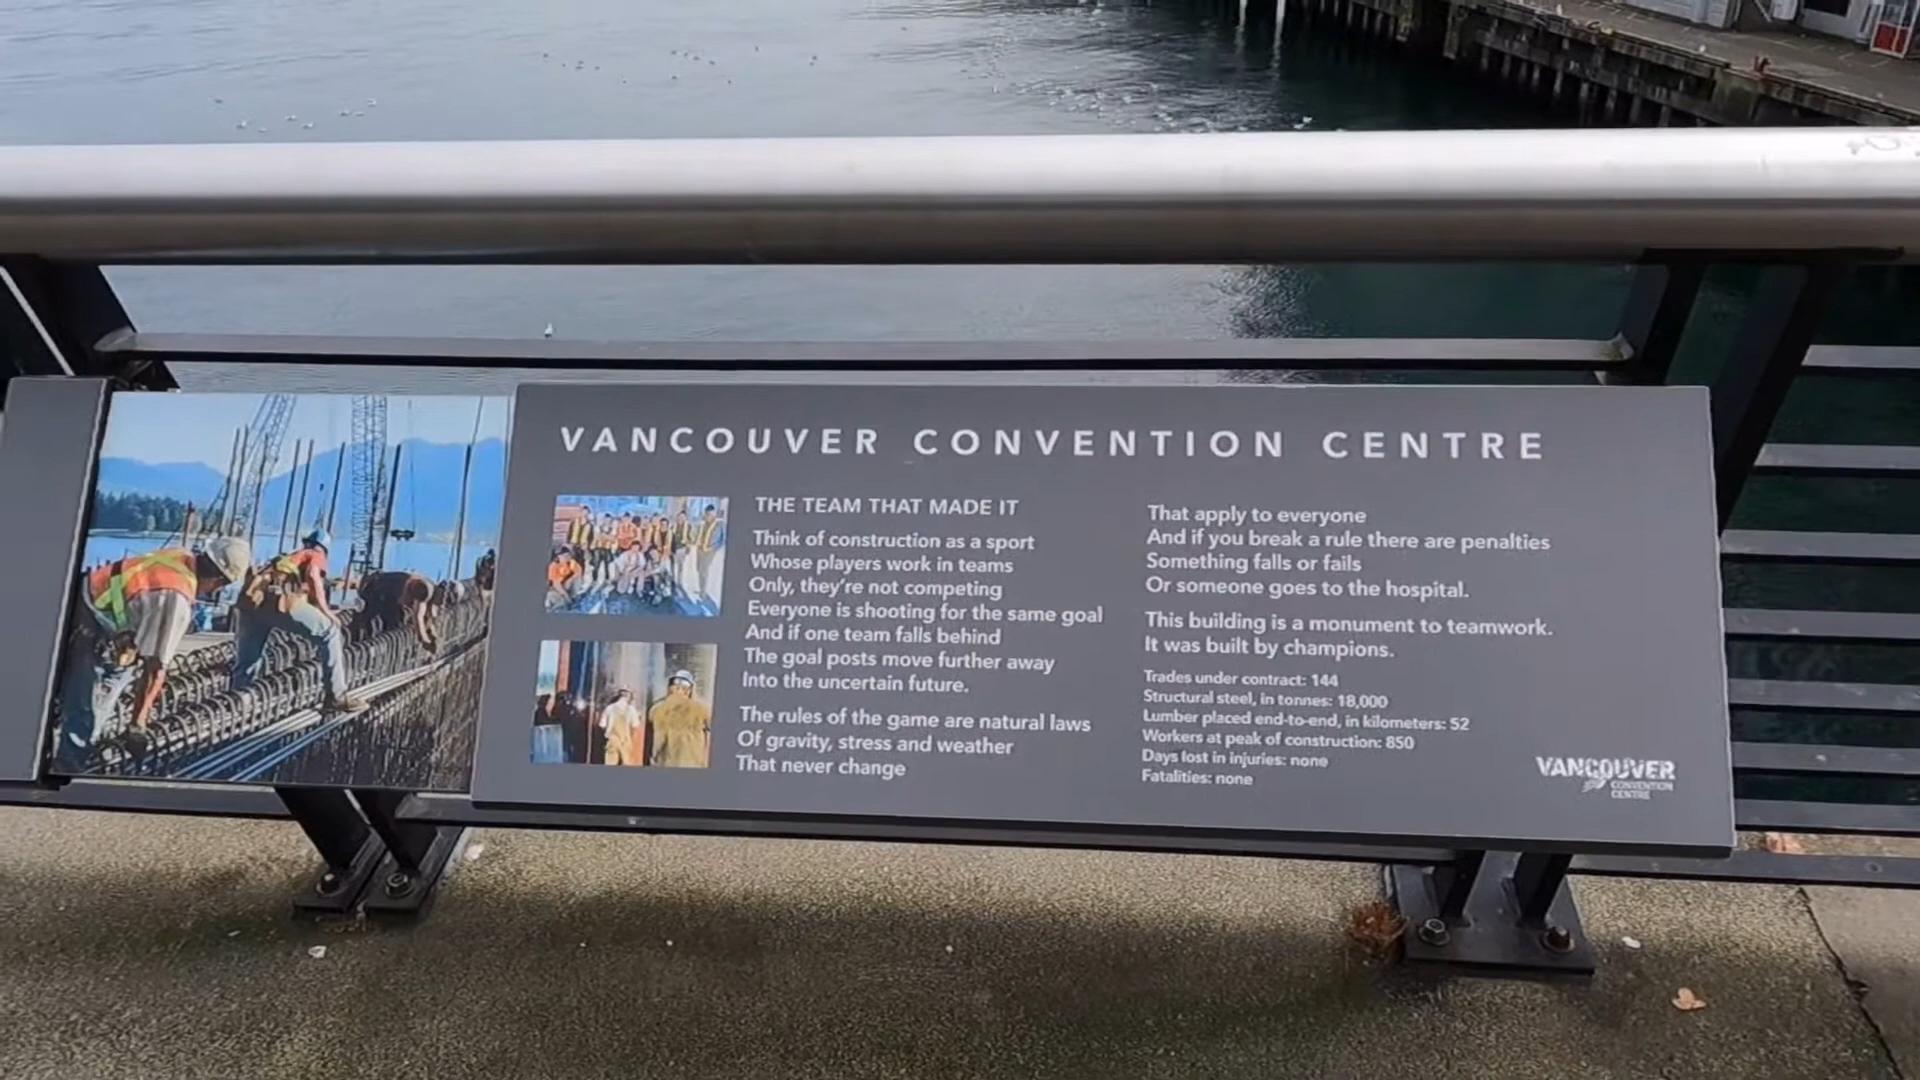 VANCOUVER CONVENTION CENTRE
THE TEAM THAT MADE IT
Think of construction as a sport
Whose players work in teams
Only, they're not competing
Everyone is shooting for the same goal
And if one team falls behind
The goal posts move further away
Into the uncertain future.
The rules of the game are natural laws
Of gravity, stress and weather
That never change
That apply to everyone
And if you break a rule there are penalties
Something falls or fails
Or someone goes to the hospital.
This building is a monument to teamwork.
It was built by champions.
Trades under contract: 144
Structural steel, in tonnes: 18,000
Lumber placed end-to-end, in kilometers: 52
Workers at peak of construction: 850
Days lost in injuries: none
Fatalities: none
VANCOUVER
CONVENTION
CENTRE